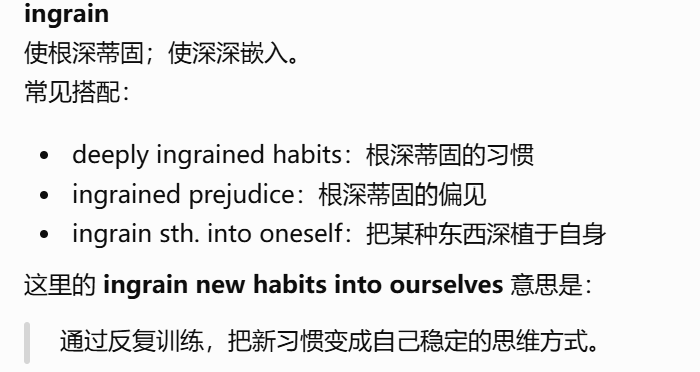 ingrain
使根深蒂固；使深深嵌入。
常见搭配：
• deeply ingrained habits：根深蒂固的习惯
• ingrained prejudice：根深蒂固的偏见
• ingrain sth. into oneself：把某种东西深植于自身
这里的 ingrain new habits into ourselves 意思是：
通过反复训练，把新习惯变成自己稳定的思维方式。